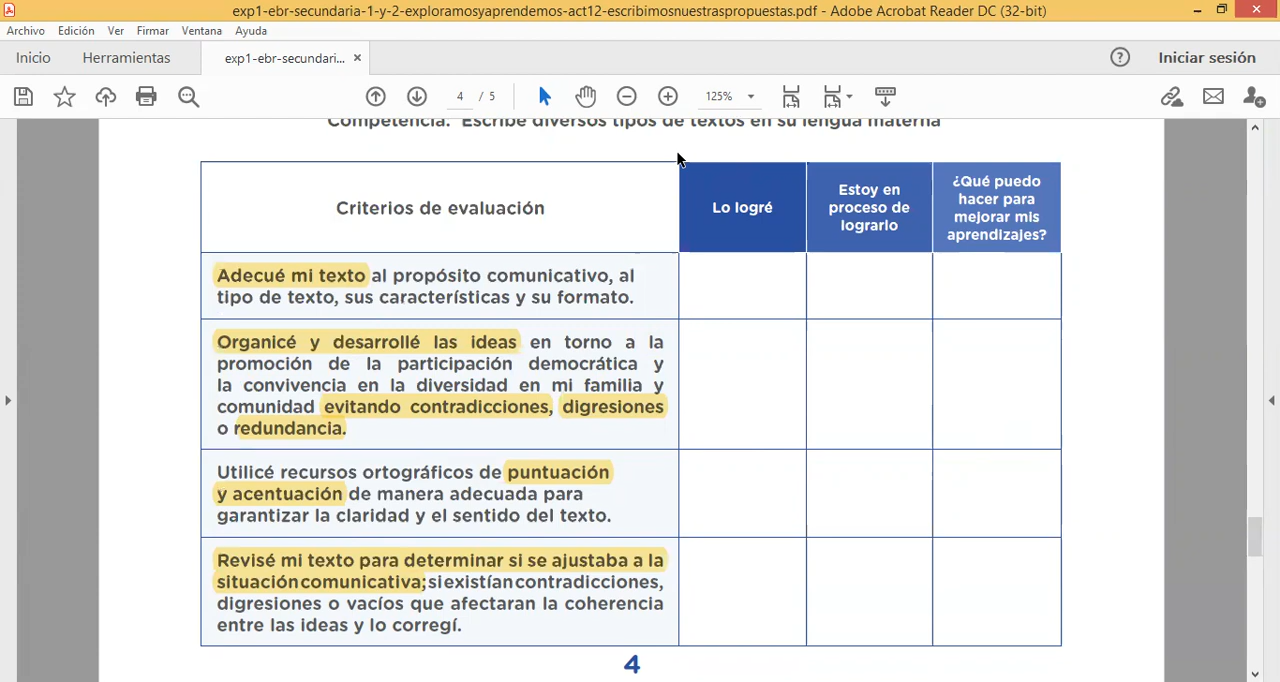 exp1-ebr-secundaria-1-y-2-exploramosyaprendemos-act12-escribimosnuestraspropuestas.pdf - Adobe Acrobat Reader DC (32-bit)
Archivo Edición Ver Firmar Ventana Ayuda
Inicio Herramientas exp1-ebr-secundari... × Iniciar sesión
4 / 5 125%
Competencia: Escribe diversos tipos de textos en su lengua materna
Criterios de evaluación
Lo logré
Estoy en
proceso de
lograrlo
¿Qué puedo
hacer para
mejorar mis
aprendizajes?
Adecué mi texto al propósito comunicativo, al
tipo de texto, sus características y su formato.
Organicé y desarrollé las ideas en torno a la
promoción de la participación democrática y
la convivencia en la diversidad en mi familia y
comunidad evitando contradicciones, digresiones
o redundancia.
Utilicé recursos ortográficos de puntuación
y acentuación de manera adecuada para
garantizar la claridad y el sentido del texto.
Revisé mi texto para determinar si se ajustaba a la
situación comunicativa; si existían contradicciones,
digresiones o vacíos que afectaran la coherencia
entre las ideas y lo corregí.
4